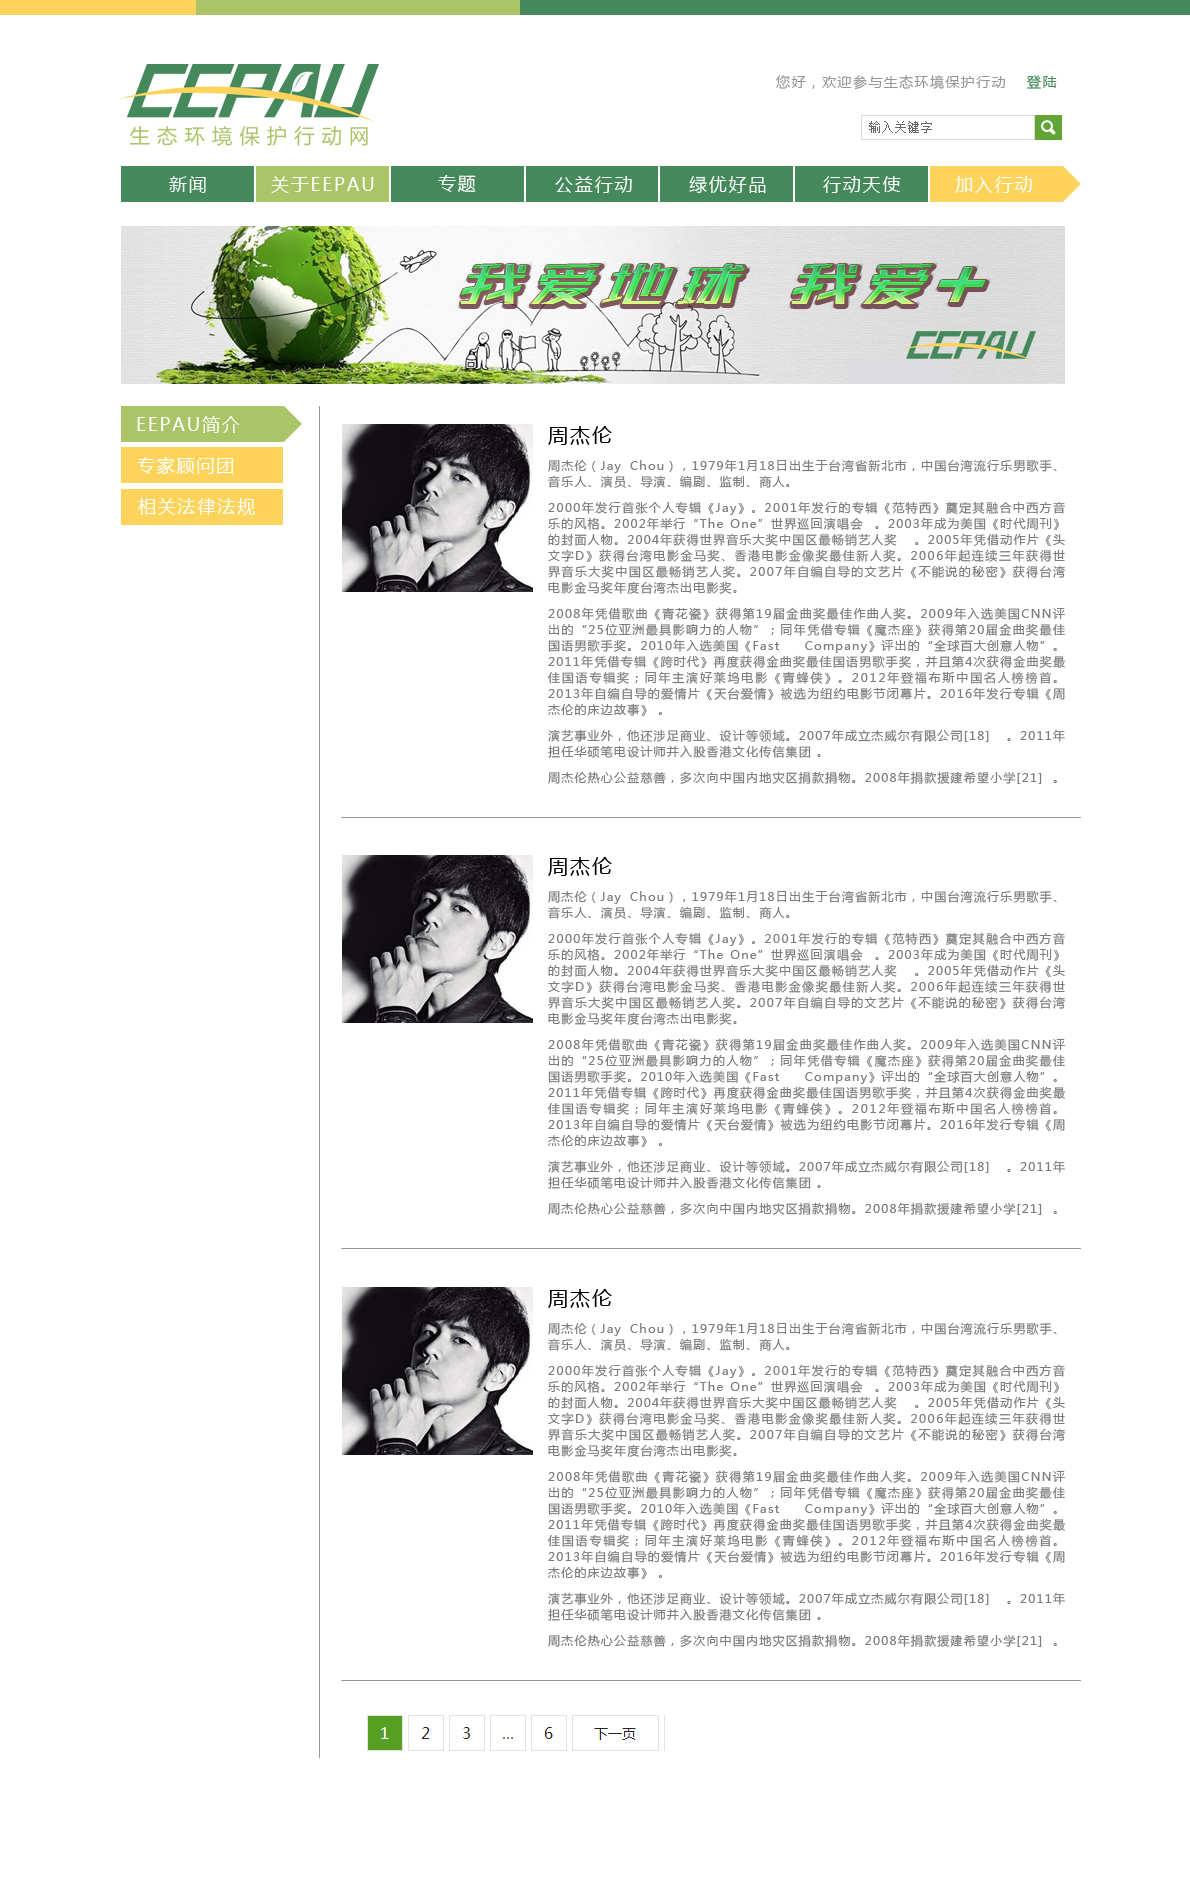 EEPAU
生态环境保护行动网
您好，欢迎参与生态环境保护行动 登陆
输入关键字
新闻 关于EEPAU 专题 公益行动 绿优好品 行动天使 加入行动
我爱地球 我爱+
EEPAU
EEPAU简介
专家顾问团
相关法律法规
周杰伦
周杰伦（Jay Chou），1979年1月18日出生于台湾省新北市，中国台湾流行乐男歌手、
音乐人、演员、导演、编剧、监制、商人。
2000年发行首张个人专辑《Jay》。2001年发行的专辑《范特西》奠定其融合中西方音
乐的风格。2002年举行“The One”世界巡回演唱会 。2003年成为美国《时代周刊》
的封面人物。2004年获得世界音乐大奖中国区最畅销艺人奖 。2005年凭借动作片《头
文字D》获得台湾电影金马奖、香港电影金像奖最佳新人奖。2006年起连续三年获得世
界音乐大奖中国区最畅销艺人奖。2007年自编自导的文艺片《不能说的秘密》获得台湾
电影金马奖年度台湾杰出电影奖。
2008年凭借歌曲《青花瓷》获得第19届金曲奖最佳作曲人奖。2009年入选美国CNN评
出的“25位亚洲最具影响力的人物”；同年凭借专辑《魔杰座》获得第20届金曲奖最佳
国语男歌手奖。2010年入选美国《Fast Company》评出的“全球百大创意人物”。
2011年凭借专辑《跨时代》再度获得金曲奖最佳国语男歌手奖，并且第4次获得金曲奖最
佳国语专辑奖；同年主演好莱坞电影《青蜂侠》。2012年登福布斯中国名人榜榜首。
2013年自编自导的爱情片《天台爱情》被选为纽约电影节闭幕片。2016年发行专辑《周
杰伦的床边故事》 。
演艺事业外，他还涉足商业、设计等领域。2007年成立杰威尔有限公司[18] 。2011年
担任华硕笔电设计师并入股香港文化传信集团 。
周杰伦热心公益慈善，多次向中国内地灾区捐款捐物。2008年捐款援建希望小学[21] 。
周杰伦
周杰伦（Jay Chou），1979年1月18日出生于台湾省新北市，中国台湾流行乐男歌手、
音乐人、演员、导演、编剧、监制、商人。
2000年发行首张个人专辑《Jay》。2001年发行的专辑《范特西》奠定其融合中西方音
乐的风格。2002年举行“The One”世界巡回演唱会 。2003年成为美国《时代周刊》
的封面人物。2004年获得世界音乐大奖中国区最畅销艺人奖 。2005年凭借动作片《头
文字D》获得台湾电影金马奖、香港电影金像奖最佳新人奖。2006年起连续三年获得世
界音乐大奖中国区最畅销艺人奖。2007年自编自导的文艺片《不能说的秘密》获得台湾
电影金马奖年度台湾杰出电影奖。
2008年凭借歌曲《青花瓷》获得第19届金曲奖最佳作曲人奖。2009年入选美国CNN评
出的“25位亚洲最具影响力的人物”；同年凭借专辑《魔杰座》获得第20届金曲奖最佳
国语男歌手奖。2010年入选美国《Fast Company》评出的“全球百大创意人物”。
2011年凭借专辑《跨时代》再度获得金曲奖最佳国语男歌手奖，并且第4次获得金曲奖最
佳国语专辑奖；同年主演好莱坞电影《青蜂侠》。2012年登福布斯中国名人榜榜首。
2013年自编自导的爱情片《天台爱情》被选为纽约电影节闭幕片。2016年发行专辑《周
杰伦的床边故事》 。
演艺事业外，他还涉足商业、设计等领域。2007年成立杰威尔有限公司[18] 。2011年
担任华硕笔电设计师并入股香港文化传信集团 。
周杰伦热心公益慈善，多次向中国内地灾区捐款捐物。2008年捐款援建希望小学[21] 。
周杰伦
周杰伦（Jay Chou），1979年1月18日出生于台湾省新北市，中国台湾流行乐男歌手、
音乐人、演员、导演、编剧、监制、商人。
2000年发行首张个人专辑《Jay》。2001年发行的专辑《范特西》奠定其融合中西方音
乐的风格。2002年举行“The One”世界巡回演唱会 。2003年成为美国《时代周刊》
的封面人物。2004年获得世界音乐大奖中国区最畅销艺人奖 。2005年凭借动作片《头
文字D》获得台湾电影金马奖、香港电影金像奖最佳新人奖。2006年起连续三年获得世
界音乐大奖中国区最畅销艺人奖。2007年自编自导的文艺片《不能说的秘密》获得台湾
电影金马奖年度台湾杰出电影奖。
2008年凭借歌曲《青花瓷》获得第19届金曲奖最佳作曲人奖。2009年入选美国CNN评
出的“25位亚洲最具影响力的人物”；同年凭借专辑《魔杰座》获得第20届金曲奖最佳
国语男歌手奖。2010年入选美国《Fast Company》评出的“全球百大创意人物”。
2011年凭借专辑《跨时代》再度获得金曲奖最佳国语男歌手奖，并且第4次获得金曲奖最
佳国语专辑奖；同年主演好莱坞电影《青蜂侠》。2012年登福布斯中国名人榜榜首。
2013年自编自导的爱情片《天台爱情》被选为纽约电影节闭幕片。2016年发行专辑《周
杰伦的床边故事》 。
演艺事业外，他还涉足商业、设计等领域。2007年成立杰威尔有限公司[18] 。2011年
担任华硕笔电设计师并入股香港文化传信集团 。
周杰伦热心公益慈善，多次向中国内地灾区捐款捐物。2008年捐款援建希望小学[21] 。
1 2 3 ... 6 下一页